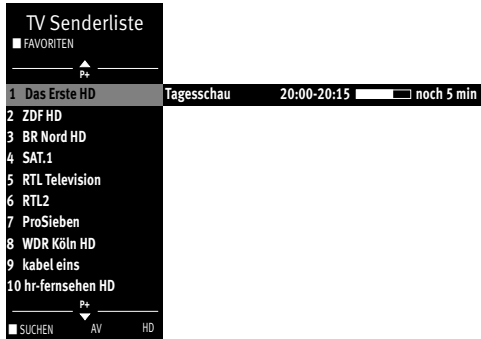 TV Senderliste
FAVORITEN
P+
1 Das Erste HD Tagesschau 20:00-20:15 noch 5 min
2 ZDF HD
3 BR Nord HD
4 SAT.1
5 RTL Television
6 RTL2
7 ProSieben
8 WDR Köln HD
9 kabel eins
10 hr-fernsehen HD
P+
SUCHEN AV HD